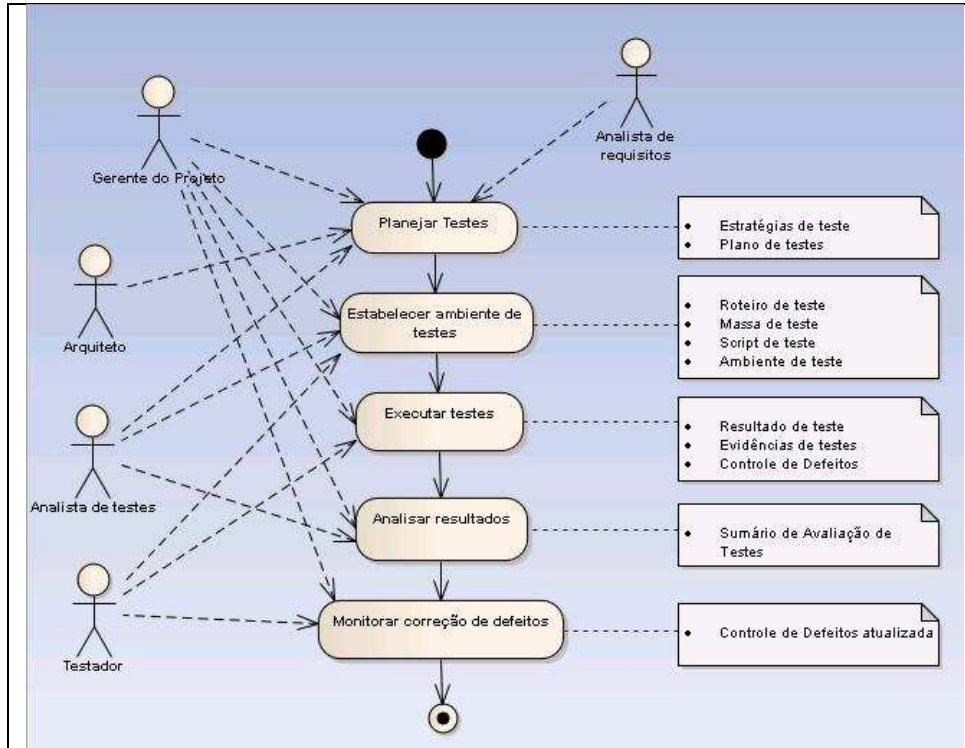 Analista de
requisitos
Gerente do Projeto
Planejar Testes
Estratégias de teste
Plano de testes
Arquiteto
Estabelecer ambiente de
testes
Roteiro de teste
Massa de teste
Script de teste
Ambiente de teste
Analista de testes
Executar testes
Resultado de teste
Evidências de testes
Controle de Defeitos
Analisar resultados
Sumário de Avaliação de
Testes
Testador
Monitorar correção de defeitos
Controle de Defeitos atualizada